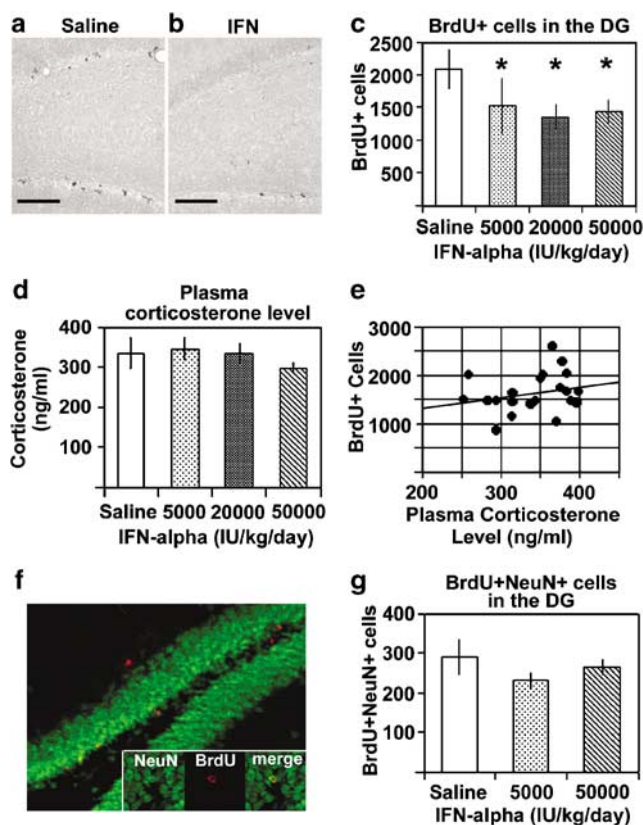 a Saline b IFN
c BrdU+ cells in the DG
BrdU+ cells
2500
2000
1500
1000
500
* * *
Saline 5000 20000 50000
IFN-alpha (IU/kg/day)
d Plasma
corticosterone level
Corticosterone
(ng/ml)
400
300
200
100
Saline 5000 20000 50000
IFN-alpha (IU/kg/day)
e
BrdU+ Cells
3000
2000
1000
200 300 400
Plasma Corticosterone
Level (ng/ml)
f
NeuN BrdU merge
g BrdU+NeuN+ cells
in the DG
BrdU+NeuN+ cells
400
300
200
100
Saline 5000 50000
IFN-alpha (IU/kg/day)